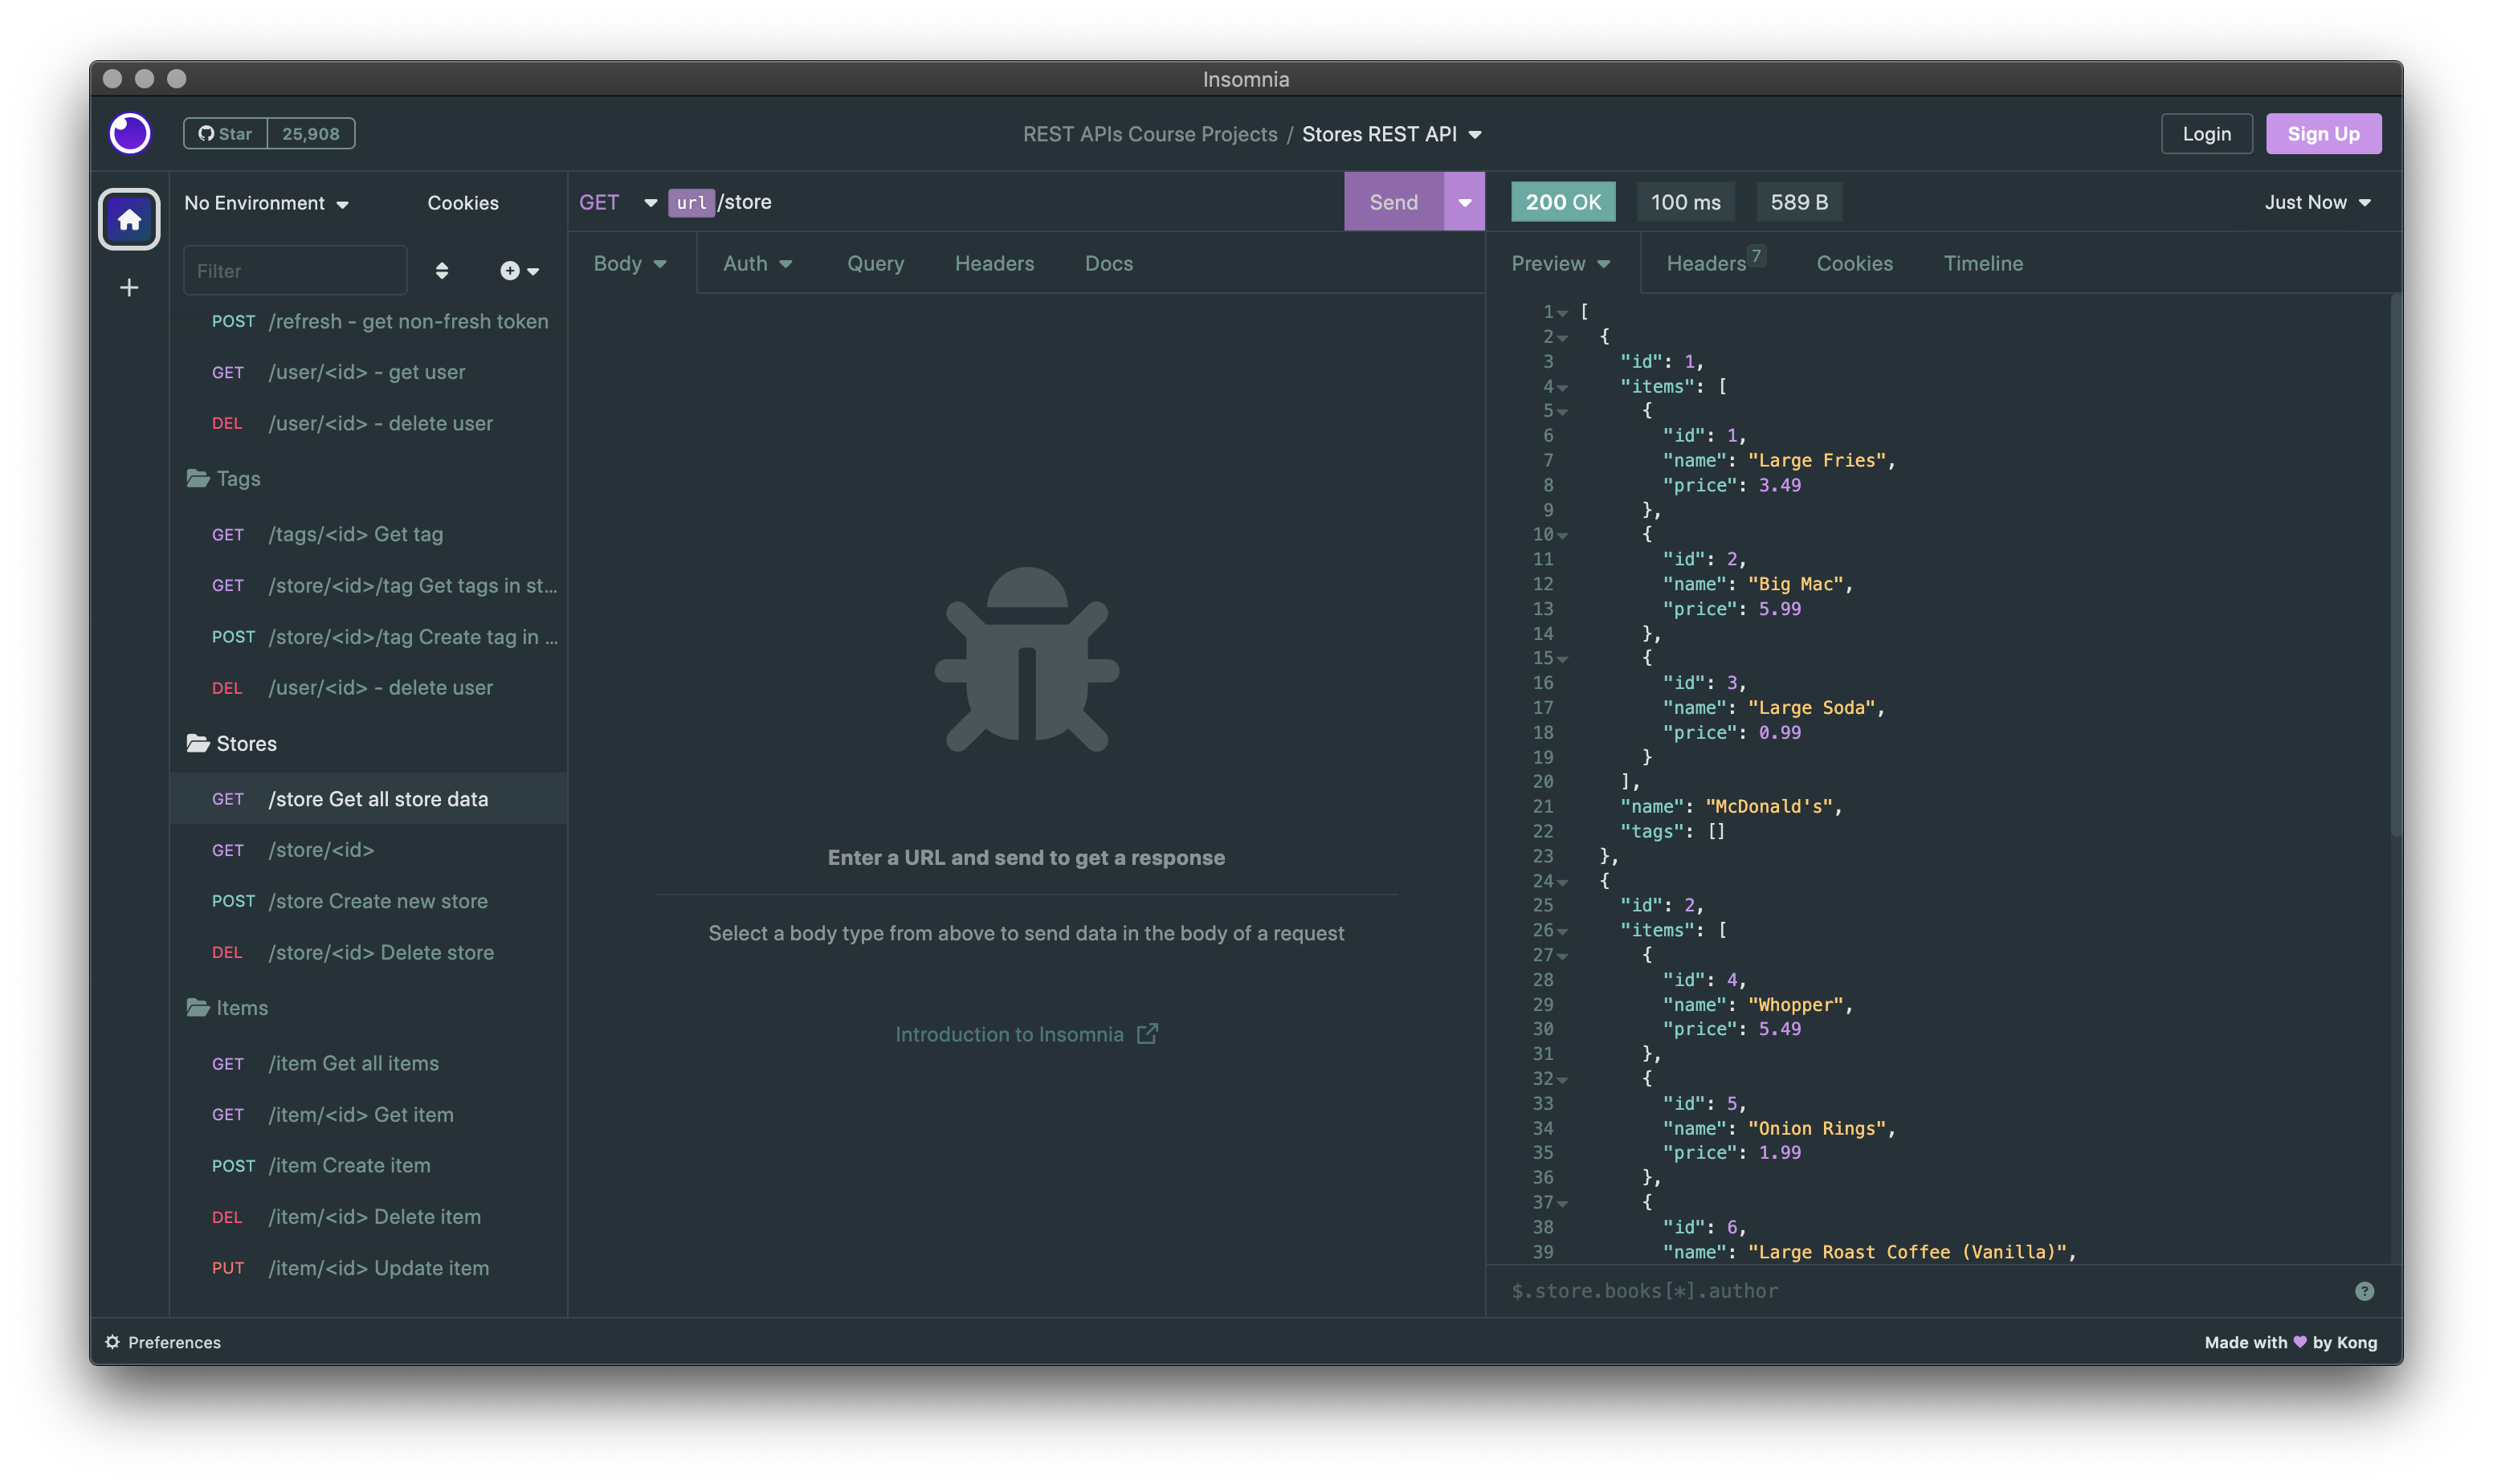 Insomnia
Star 25,908
REST APIs Course Projects / Stores REST API
Login
Sign Up
No Environment
Cookies
Filter
POST /refresh - get non-fresh token
GET /user/<id> - get user
DEL /user/<id> - delete user
Tags
GET /tags/<id> Get tag
GET /store/<id>/tag Get tags in st...
POST /store/<id>/tag Create tag in ...
DEL /user/<id> - delete user
Stores
GET /store Get all store data
GET /store/<id>
POST /store Create new store
DEL /store/<id> Delete store
Items
GET /item Get all items
GET /item/<id> Get item
POST /item Create item
DEL /item/<id> Delete item
PUT /item/<id> Update item
GET url/store
Send
Body Auth Query Headers Docs
Enter a URL and send to get a response
Select a body type from above to send data in the body of a request
Introduction to Insomnia
200 OK 100 ms 589 B
Just Now
Preview Headers 7 Cookies Timeline
1 [
2 {
3 "id": 1,
4 "items": [
5 {
6 "id": 1,
7 "name": "Large Fries",
8 "price": 3.49
9 },
10 {
11 "id": 2,
12 "name": "Big Mac",
13 "price": 5.99
14 },
15 {
16 "id": 3,
17 "name": "Large Soda",
18 "price": 0.99
19 }
20 ],
21 "name": "McDonald's",
22 "tags": []
23 },
24 {
25 "id": 2,
26 "items": [
27 {
28 "id": 4,
29 "name": "Whopper",
30 "price": 5.49
31 },
32 {
33 "id": 5,
34 "name": "Onion Rings",
35 "price": 1.99
36 },
37 {
38 "id": 6,
39 "name": "Large Roast Coffee (Vanilla)",
$.store.books[*].author
Preferences
Made with ♥ by Kong